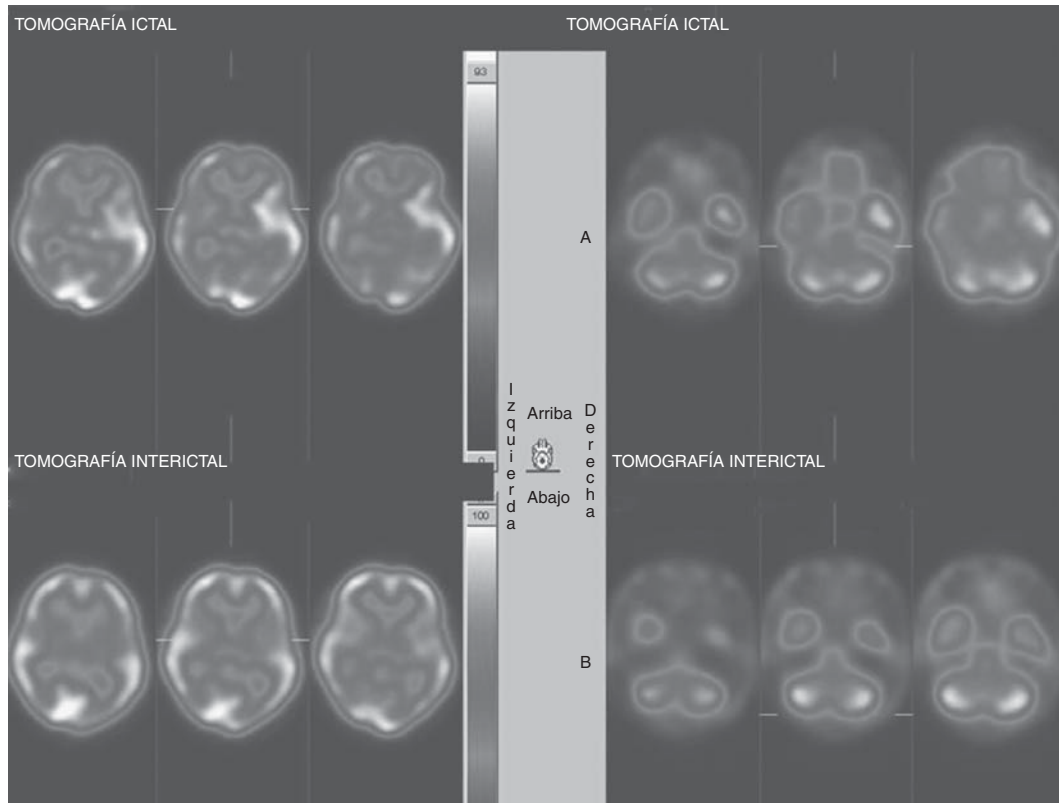 TOMOGRAFÍA ICTAL
TOMOGRAFÍA ICTAL
93
A
Izquierda
Arriba
Derecha
0
TOMOGRAFÍA INTERICTAL
TOMOGRAFÍA INTERICTAL
Abajo
100
B